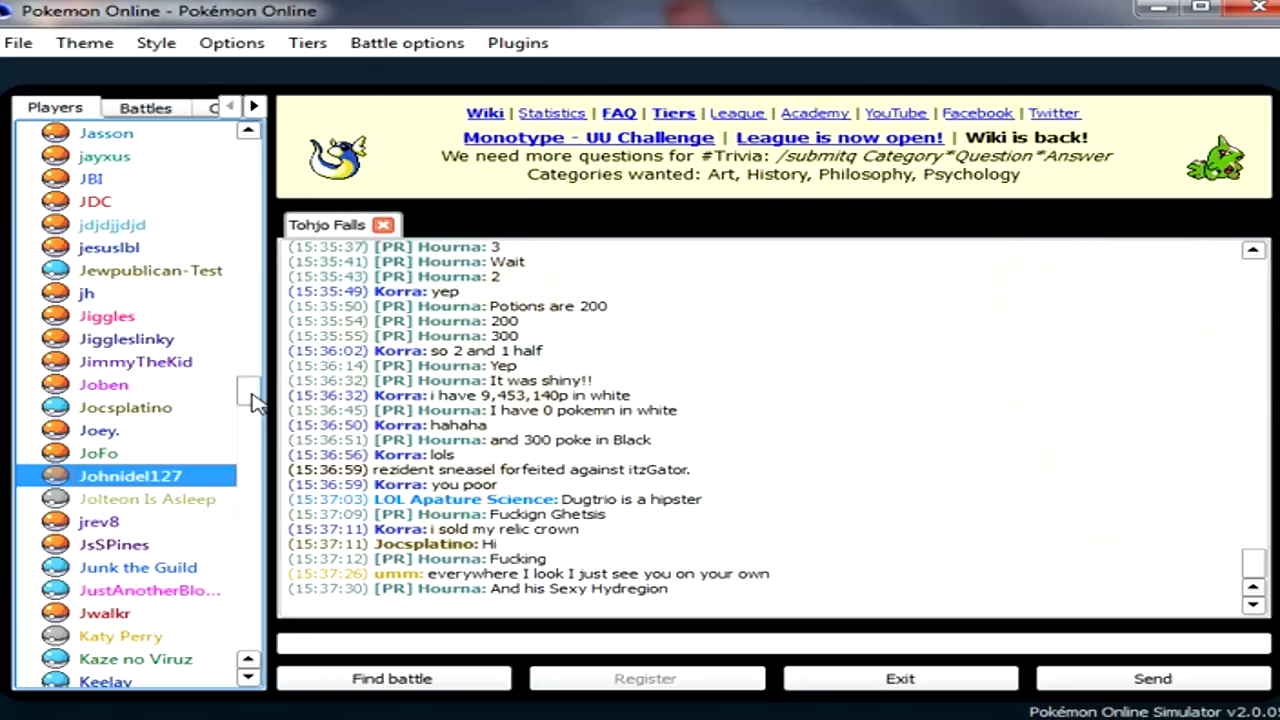 Pokemon Online - Pokémon Online
File Theme Style Options Tiers Battle options Plugins
Players Battles C
Jasson
jayxus
JBI
JDC
jdjdjjdjd
jesuslbl
Jewpublican-Test
jh
Jiggles
Jiggleslinky
JimmyTheKid
Joben
Jocsplatino
Joey.
JoFo
Johnidel127
Jolteon Is Asleep
jrev8
JsSPines
Junk the Guild
JustAnotherBlo...
Jwalkr
Katy Perry
Kaze no Viruz
Keelay
Wiki | Statistics | FAQ | Tiers | League | Academy | YouTube | Facebook | Twitter
Monotype - UU Challenge | League is now open! | Wiki is back!
We need more questions for #Trivia: /submitq Category*Question*Answer
Categories wanted: Art, History, Philosophy, Psychology
Tohjo Falls
(15:35:37) [PR] Hourna: 3
(15:35:41) [PR] Hourna: Wait
(15:35:43) [PR] Hourna: 2
(15:35:49) Korra: yep
(15:35:50) [PR] Hourna: Potions are 200
(15:35:54) [PR] Hourna: 200
(15:35:55) [PR] Hourna: 300
(15:36:02) Korra: so 2 and 1 half
(15:36:14) [PR] Hourna: Yep
(15:36:32) [PR] Hourna: It was shiny!!
(15:36:32) Korra: i have 9,453,140p in white
(15:36:45) [PR] Hourna: I have 0 pokemn in white
(15:36:50) Korra: hahaha
(15:36:51) [PR] Hourna: and 300 poke in Black
(15:36:56) Korra: lols
(15:36:59) rezident sneasel forfeited against itzGator.
(15:36:59) Korra: you poor
(15:37:03) LOL Apature Science: Dugtrio is a hipster
(15:37:09) [PR] Hourna: Fuckign Ghetsis
(15:37:11) Korra: i sold my relic crown
(15:37:11) Jocsplatino: Hi
(15:37:12) [PR] Hourna: Fucking
(15:37:26) umm: everywhere I look I just see you on your own
(15:37:30) [PR] Hourna: And his Sexy Hydregion
Find battle Register Exit Send
Pokémon Online Simulator v2.0.05